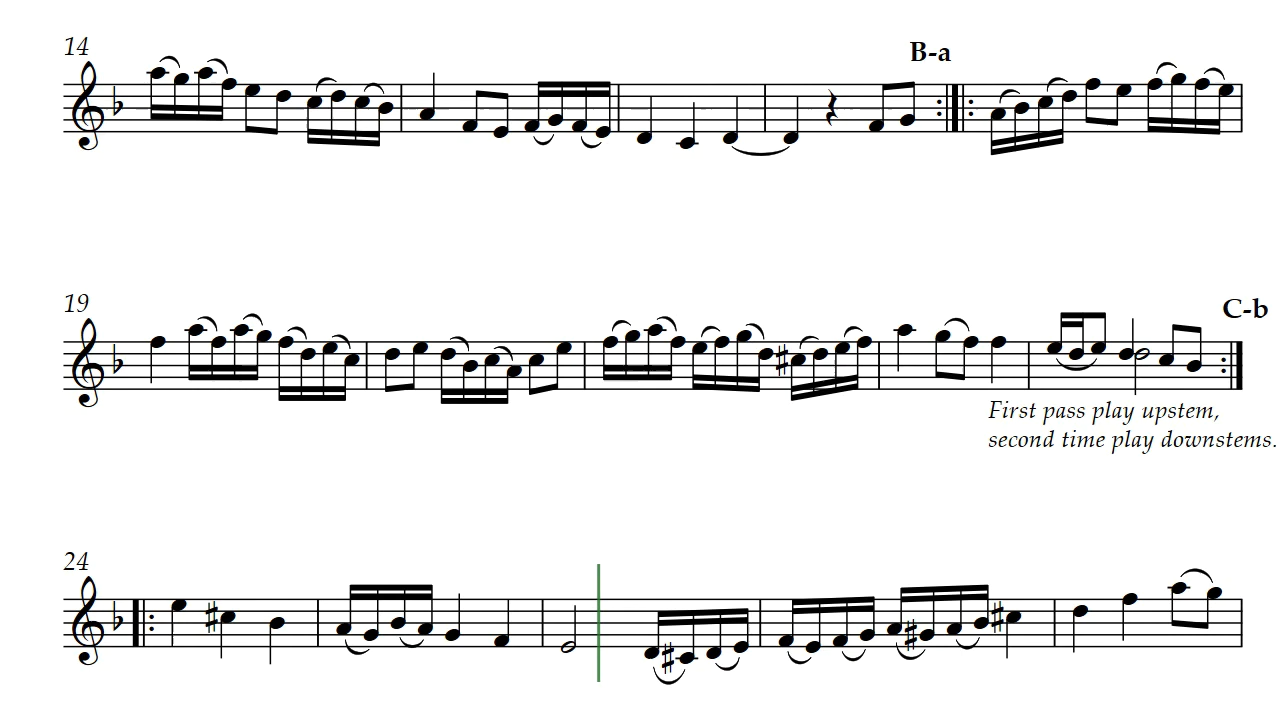 14
B-a
19
C-b
First pass play upstem,
second time play downstems.
24